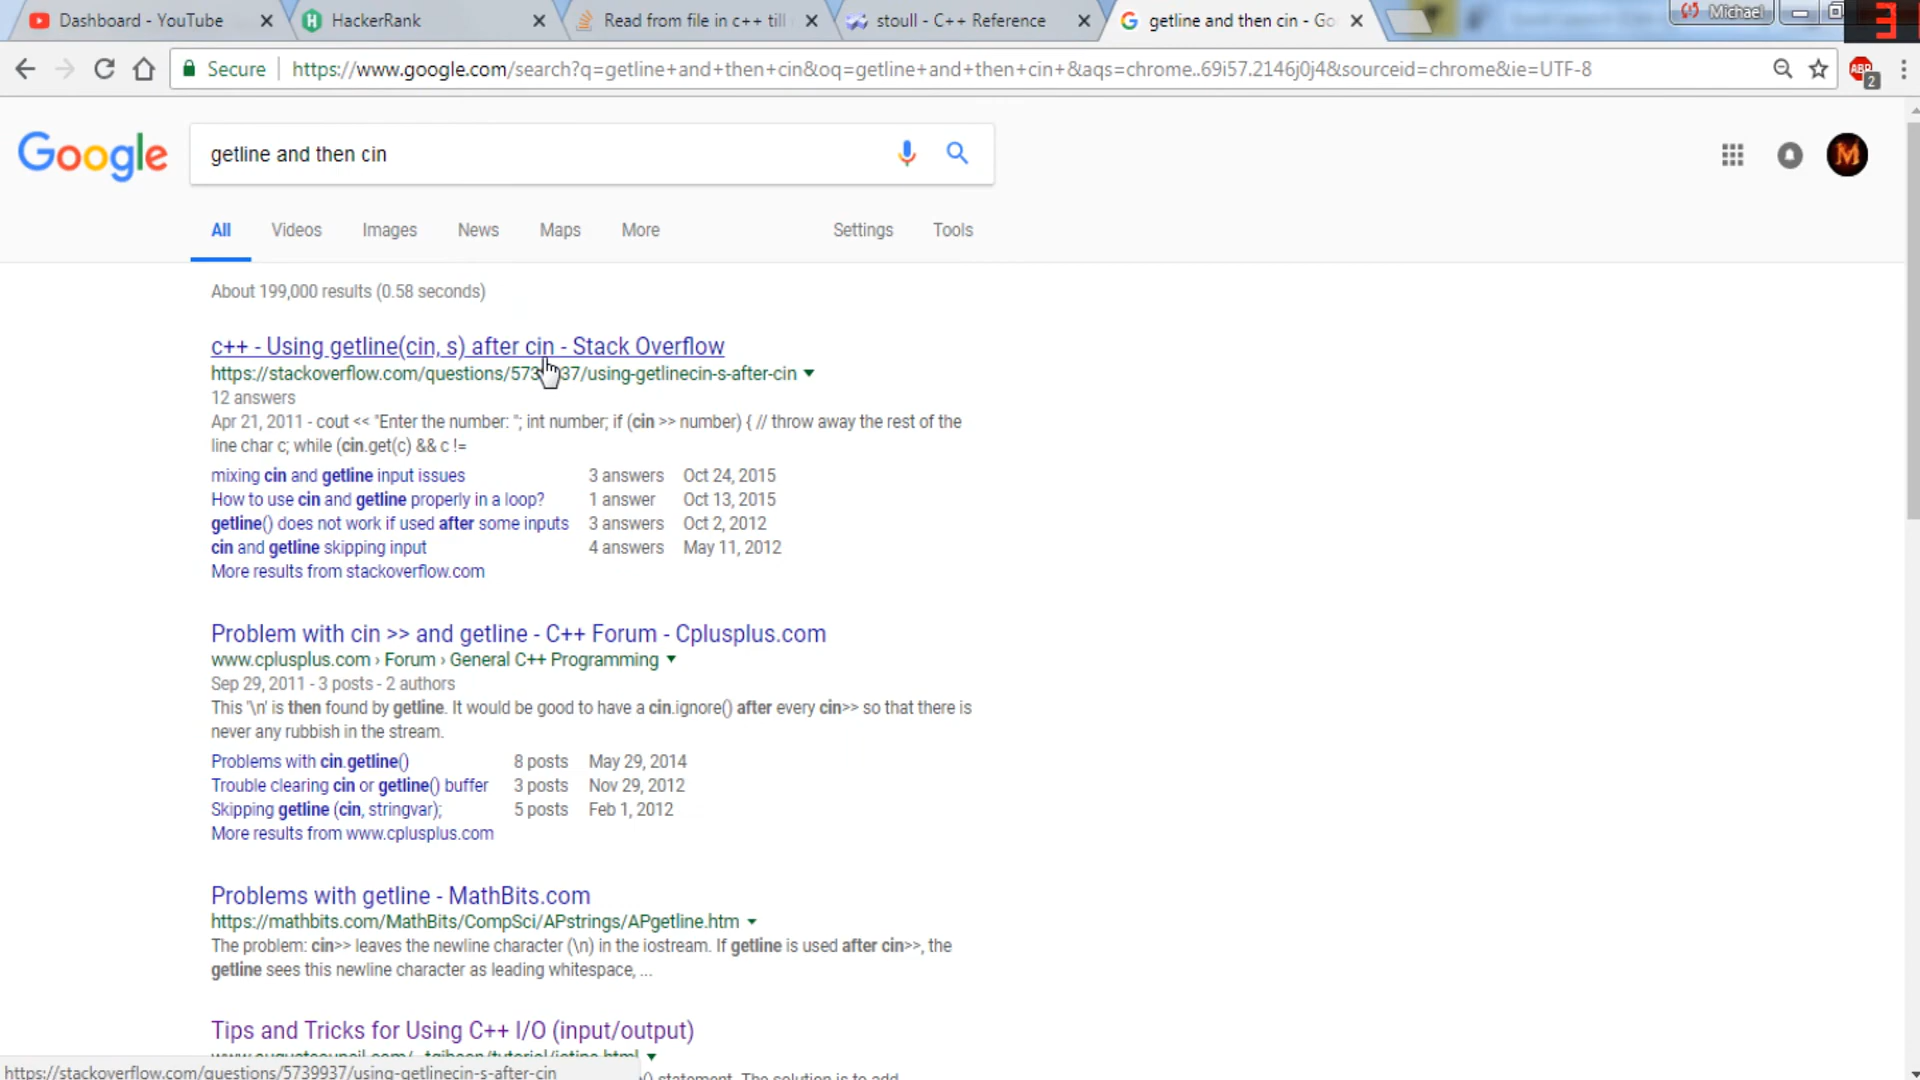 Dashboard - YouTube
HackerRank
Read from file in c++ till
stoull - C++ Reference
getline and then cin - Go
Michael
3
Secure
https://www.google.com/search?q=getline+and+then+cin&oq=getline+and+then+cin+&aqs=chrome..69i57.2146j0j4&sourceid=chrome&ie=UTF-8
ABP
2
Google
getline and then cin
M
All
Videos
Images
News
Maps
More
Settings
Tools
About 199,000 results (0.58 seconds)
c++ - Using getline(cin, s) after cin - Stack Overflow
https://stackoverflow.com/questions/5739937/using-getlinecin-s-after-cin
12 answers
Apr 21, 2011 - cout << "Enter the number: "; int number; if (cin >> number) { // throw away the rest of the
line char c; while (cin.get(c) && c !=
mixing cin and getline input issues 3 answers Oct 24, 2015
How to use cin and getline properly in a loop? 1 answer Oct 13, 2015
getline() does not work if used after some inputs 3 answers Oct 2, 2012
cin and getline skipping input 4 answers May 11, 2012
More results from stackoverflow.com
Problem with cin >> and getline - C++ Forum - Cplusplus.com
www.cplusplus.com › Forum › General C++ Programming
Sep 29, 2011 - 3 posts - 2 authors
This '\n' is then found by getline. It would be good to have a cin.ignore() after every cin>> so that there is
never any rubbish in the stream.
Problems with cin.getline() 8 posts May 29, 2014
Trouble clearing cin or getline() buffer 3 posts Nov 29, 2012
Skipping getline (cin, stringvar); 5 posts Feb 1, 2012
More results from www.cplusplus.com
Problems with getline - MathBits.com
https://mathbits.com/MathBits/CompSci/APstrings/APgetline.htm
The problem: cin>> leaves the newline character (\n) in the iostream. If getline is used after cin>>, the
getline sees this newline character as leading whitespace, ...
Tips and Tricks for Using C++ I/O (input/output)
https://stackoverflow.com/questions/5739937/using-getlinecin-s-after-cin
statement. The solution is to add